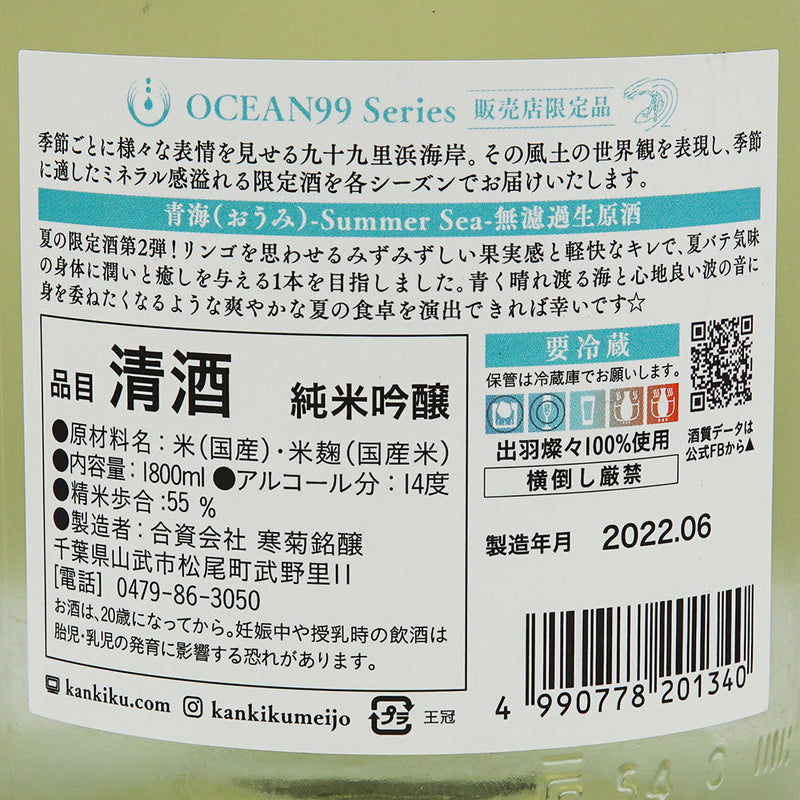 OCEAN99 Series 販売店限定品
季節ごとに様々な表情を見せる九十九里浜海岸。その風土の世界観を表現し、季節
に適したミネラル感溢れる限定酒を各シーズンでお届けいたします。
青海(おうみ)-Summer Sea-無濾過生原酒
夏の限定酒第2弾!リンゴを思わせるみずみずしい果実感と軽快なキレで、夏バテ気味
の身体に潤いと癒しを与える1本を目指しました。青く晴れ渡る海と心地良い波の音に
身を委ねたくなるような爽やかな夏の食卓を演出できれば幸いです☆
品目 清酒 純米吟醸
●原材料名:米(国産)・米麹(国産米)
●内容量:1800ml ●アルコール分:14度
●精米歩合:55 %
●製造者:合資会社 寒菊銘醸
千葉県山武市松尾町武野里11
[電話] 0479-86-3050
お酒は、20歳になってから。妊娠中や授乳時の飲酒は
胎児・乳児の発育に影響する恐れがあります。
kankiku.com kankikumeijo プラ 王冠
要冷蔵
保管は冷蔵庫でお願いします。
出羽燦々100%使用
横倒し厳禁
酒質データは
公式FBから▲
製造年月 2022.06
4 990778 201340